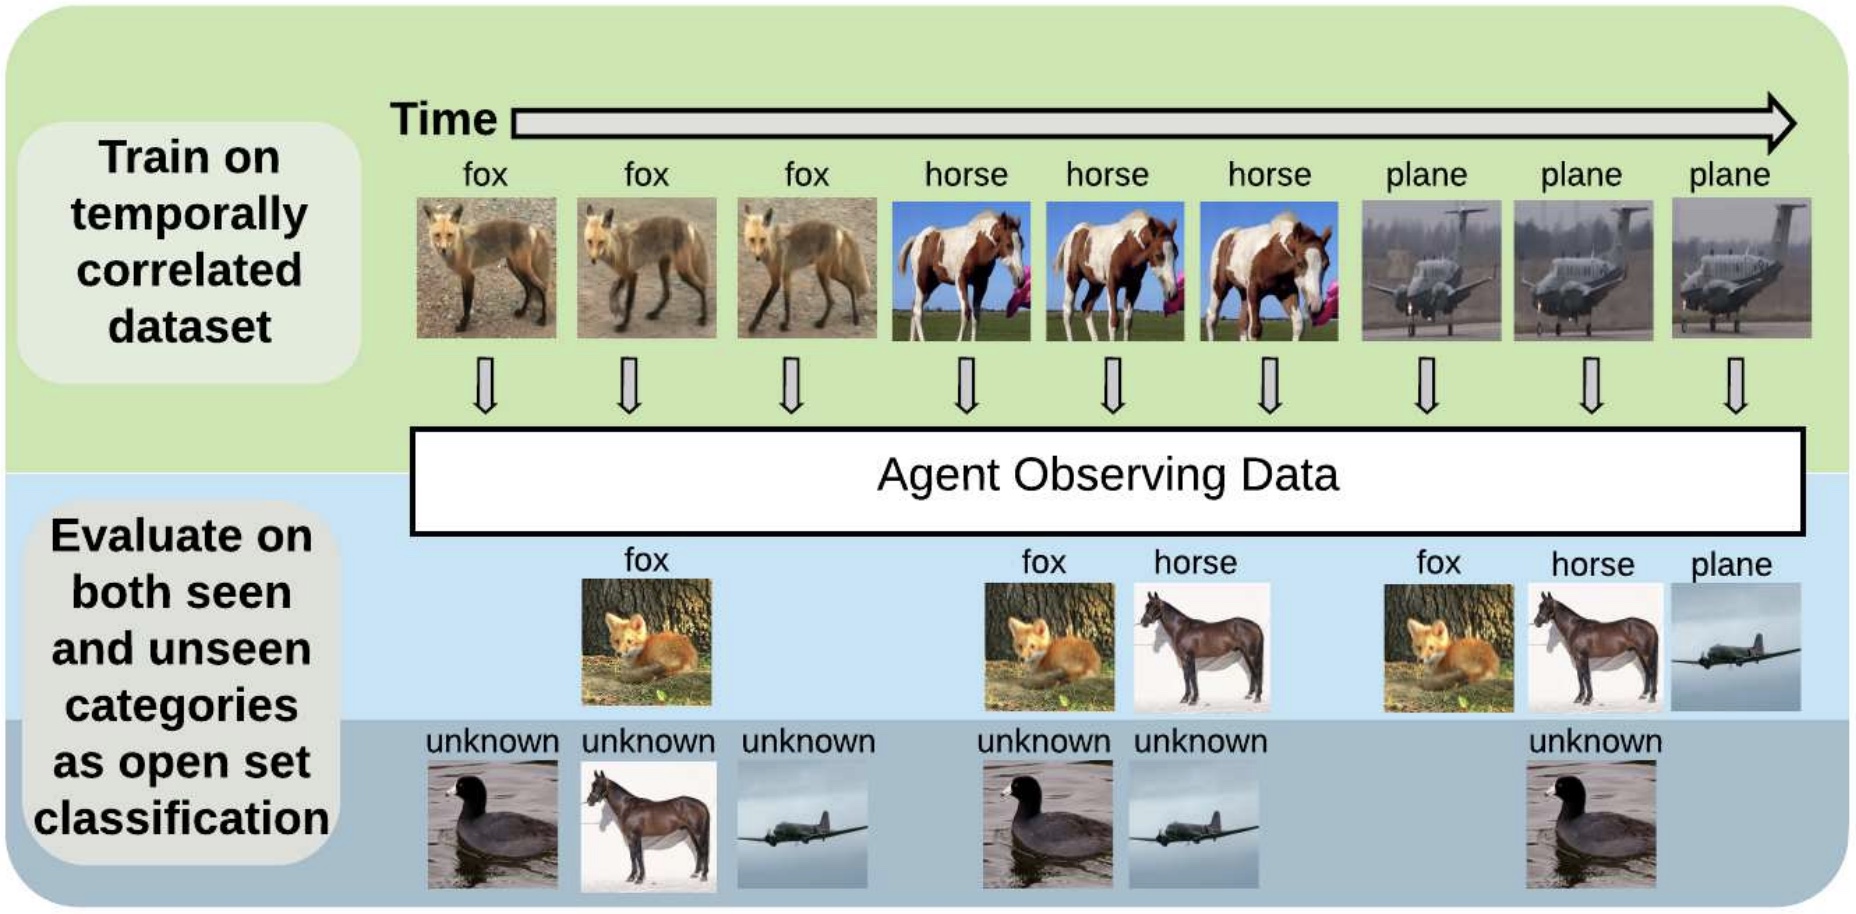 Time
Train on
temporally
correlated
dataset
fox fox fox horse horse horse plane plane plane
Agent Observing Data
Evaluate on
both seen
and unseen
categories
as open set
classification
fox fox horse fox horse plane
unknown unknown unknown unknown unknown unknown